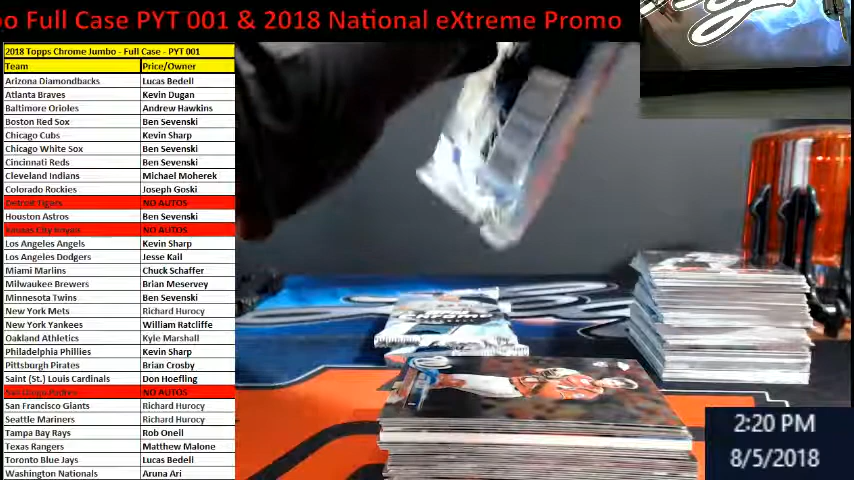 oo Full Case PYT 001 & 2018 National eXtreme Promo
2018 Topps Chrome Jumbo - Full Case - PYT 001
Team Price/Owner
Arizona Diamondbacks Lucas Bedell
Atlanta Braves Kevin Dugan
Baltimore Orioles Andrew Hawkins
Boston Red Sox Ben Sevenski
Chicago Cubs Kevin Sharp
Chicago White Sox Ben Sevenski
Cincinnati Reds Ben Sevenski
Cleveland Indians Michael Moherek
Colorado Rockies Joseph Goski
Detroit Tigers NO AUTOS
Houston Astros Ben Sevenski
Kansas City Royals NO AUTOS
Los Angeles Angels Kevin Sharp
Los Angeles Dodgers Jesse Kail
Miami Marlins Chuck Schaffer
Milwaukee Brewers Brian Meservey
Minnesota Twins Ben Sevenski
New York Mets Richard Hurocy
New York Yankees William Ratcliffe
Oakland Athletics Kyle Marshall
Philadelphia Phillies Kevin Sharp
Pittsburgh Pirates Brian Crosby
Saint (St.) Louis Cardinals Don Hoefling
San Diego Padres NO AUTOS
San Francisco Giants Richard Hurocy
Seattle Mariners Richard Hurocy
Tampa Bay Rays Rob Onell
Texas Rangers Matthew Malone
Toronto Blue Jays Lucas Bedell
Washington Nationals Aruna Ari
2:20 PM
8/5/2018